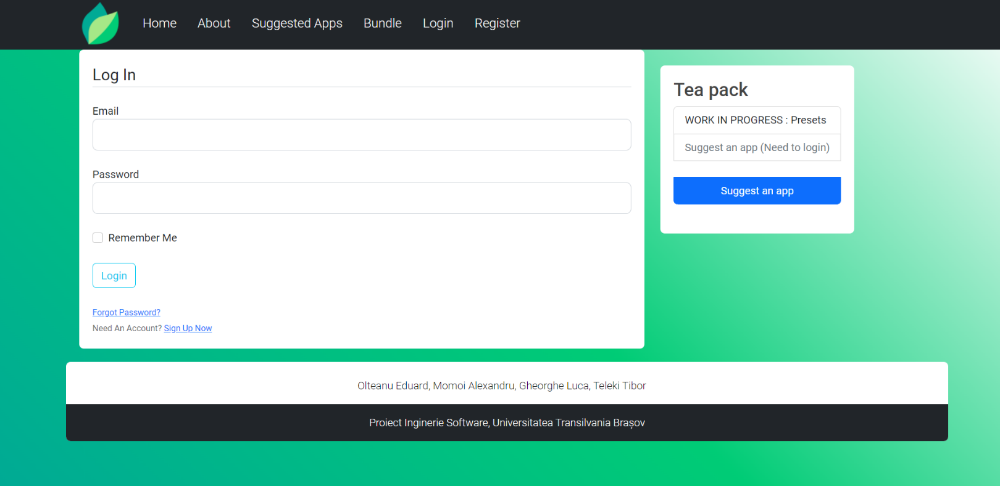 Home About Suggested Apps Bundle Login Register
Log In
Email
Password
Remember Me
Login
Forgot Password?
Need An Account? Sign Up Now
Tea pack
WORK IN PROGRESS : Presets
Suggest an app (Need to login)
Suggest an app
Olteanu Eduard, Momoi Alexandru, Gheorghe Luca, Teleki Tibor
Proiect Inginerie Software, Universitatea Transilvania Brașov